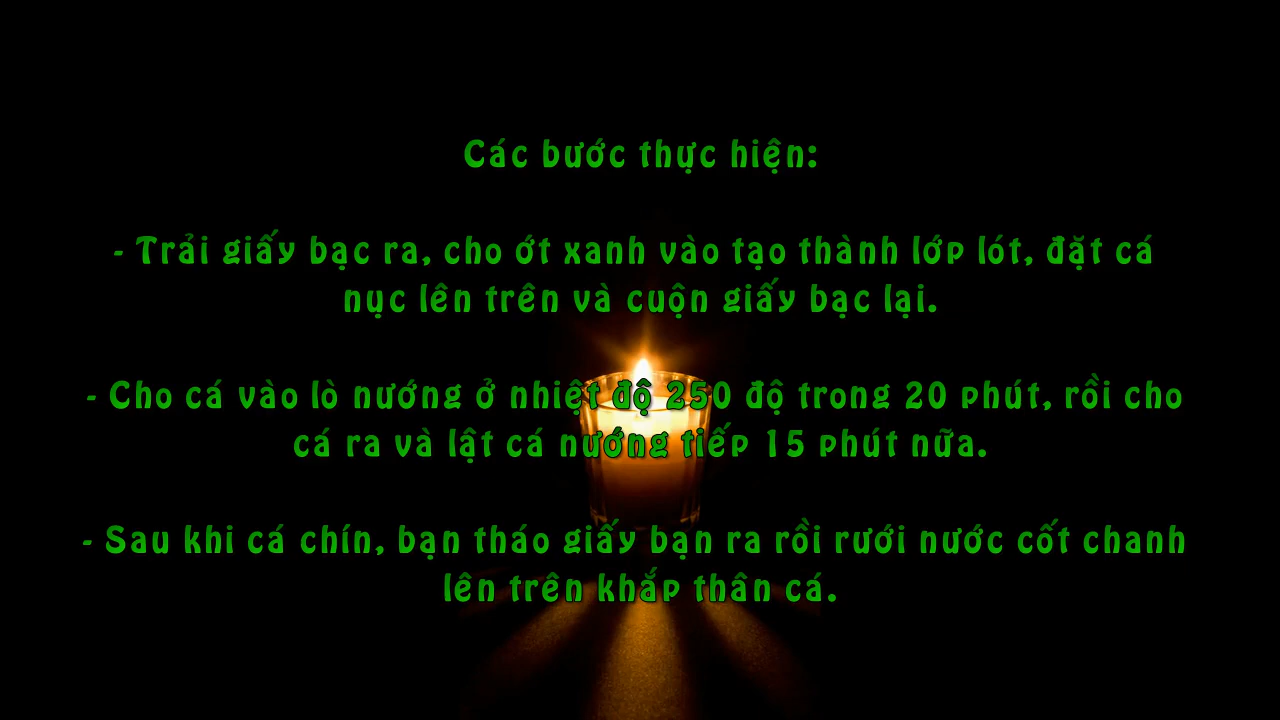 Các bước thực hiện:
- Trải giấy bạc ra, cho ớt xanh vào tạo thành lớp lót, đặt cá
nục lên trên và cuộn giấy bạc lại.
- Cho cá vào lò nướng ở nhiệt độ 250 độ trong 20 phút, rồi cho
cá ra và lật cá nướng tiếp 15 phút nữa.
- Sau khi cá chín, bạn tháo giấy bạn ra rồi rưới nước cốt chanh
lên trên khắp thân cá.